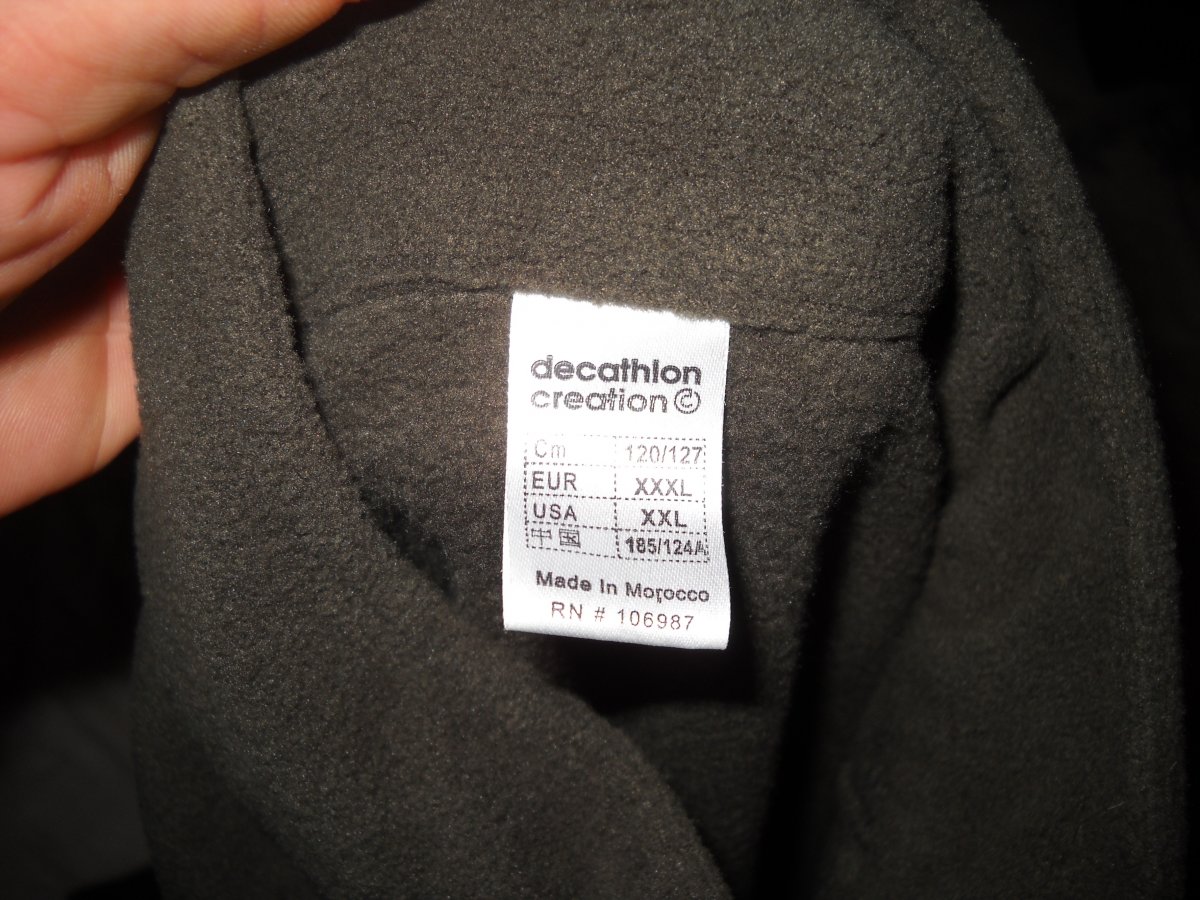 decathlon
creation ©
Cm 120/127
EUR XXXL
USA XXL
中国 185/124A
Made In Morocco
RN # 106987